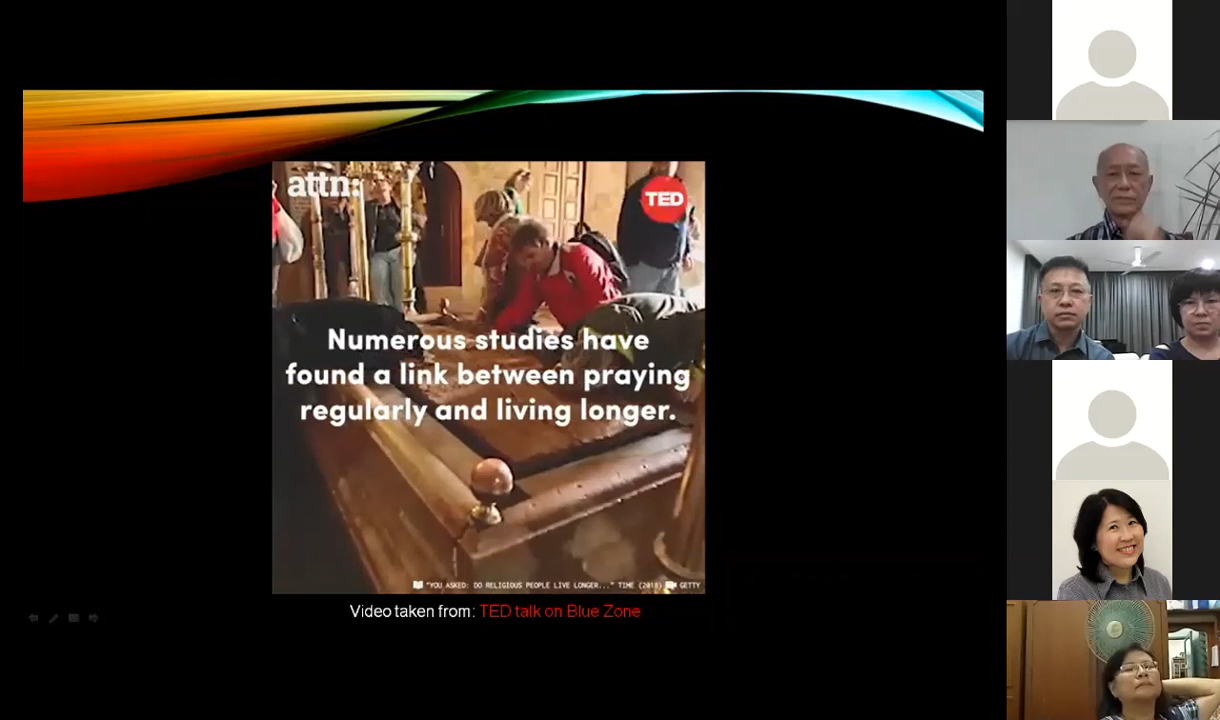 attn:
TED
Numerous studies have
found a link between praying
regularly and living longer.
"YOU ASKED: DO RELIGIOUS PEOPLE LIVE LONGER..." TIME (2018) GETTY
Video taken from: TED talk on Blue Zone